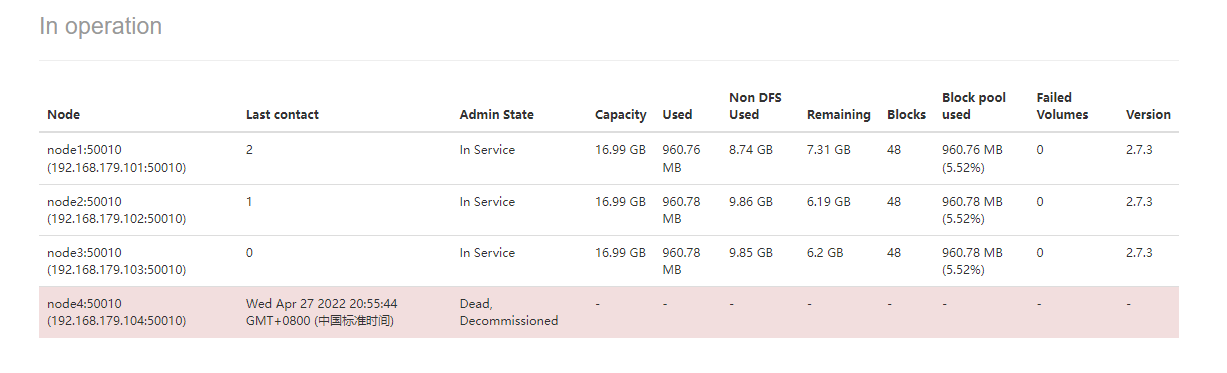 In operation
Node Last contact Admin State Capacity Used Non DFS Used Remaining Blocks Block pool used Failed Volumes Version
node1:50010 2 In Service 16.99 GB 960.76 8.74 GB 7.31 GB 48 960.76 MB 0 2.7.3
(192.168.179.101:50010) MB (5.52%)
node2:50010 1 In Service 16.99 GB 960.78 9.86 GB 6.19 GB 48 960.78 MB 0 2.7.3
(192.168.179.102:50010) MB (5.52%)
node3:50010 0 In Service 16.99 GB 960.78 9.85 GB 6.2 GB 48 960.78 MB 0 2.7.3
(192.168.179.103:50010) MB (5.52%)
node4:50010 Wed Apr 27 2022 20:55:44 Dead, - - - - - - - -
(192.168.179.104:50010) GMT+0800 (中国标准时间) Decommissioned